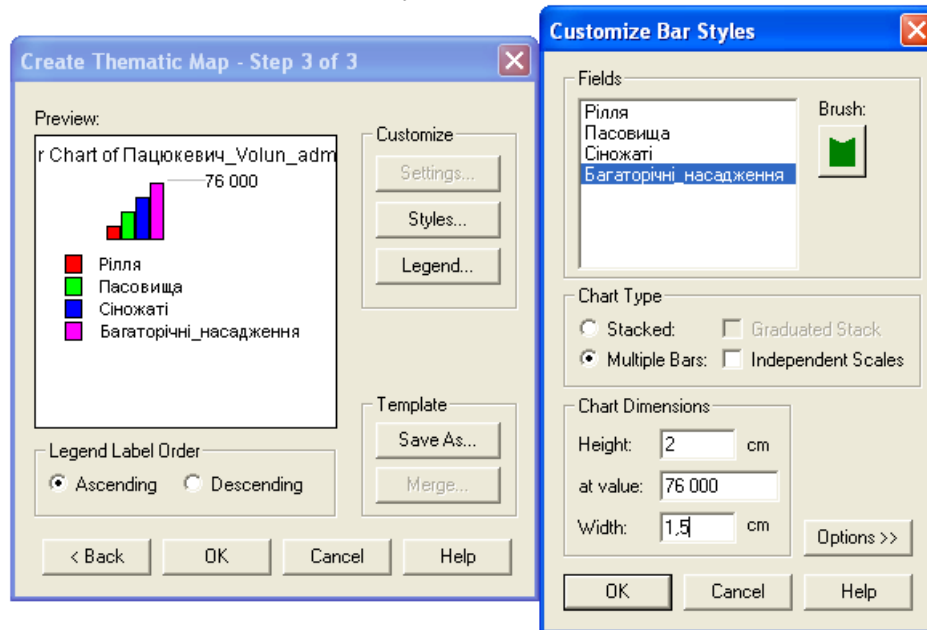 Create Thematic Map - Step 3 of 3
Preview:
r Chart of Пацюкевич_Volun_adm
76 000
Рілля
Пасовища
Сіножаті
Багаторічні_насадження
Customize
Settings...
Styles...
Legend...
Template
Save As...
Merge...
Legend Label Order
Ascending Descending
< Back OK Cancel Help
Customize Bar Styles
Fields
Рілля
Пасовища
Сіножаті
Багаторічні_насадження
Brush:
Chart Type
Stacked: Graduated Stack
Multiple Bars: Independent Scales
Chart Dimensions
Height: 2 cm
at value: 76 000
Width: 1,5 cm
Options >>
OK Cancel Help